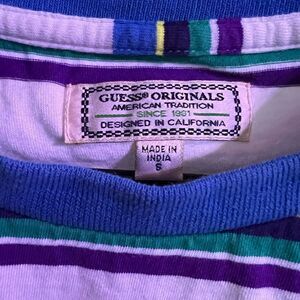 GUESS® ORIGINALS
AMERICAN TRADITION
SINCE 1981
DESIGNED IN CALIFORNIA
MADE IN
INDIA
S